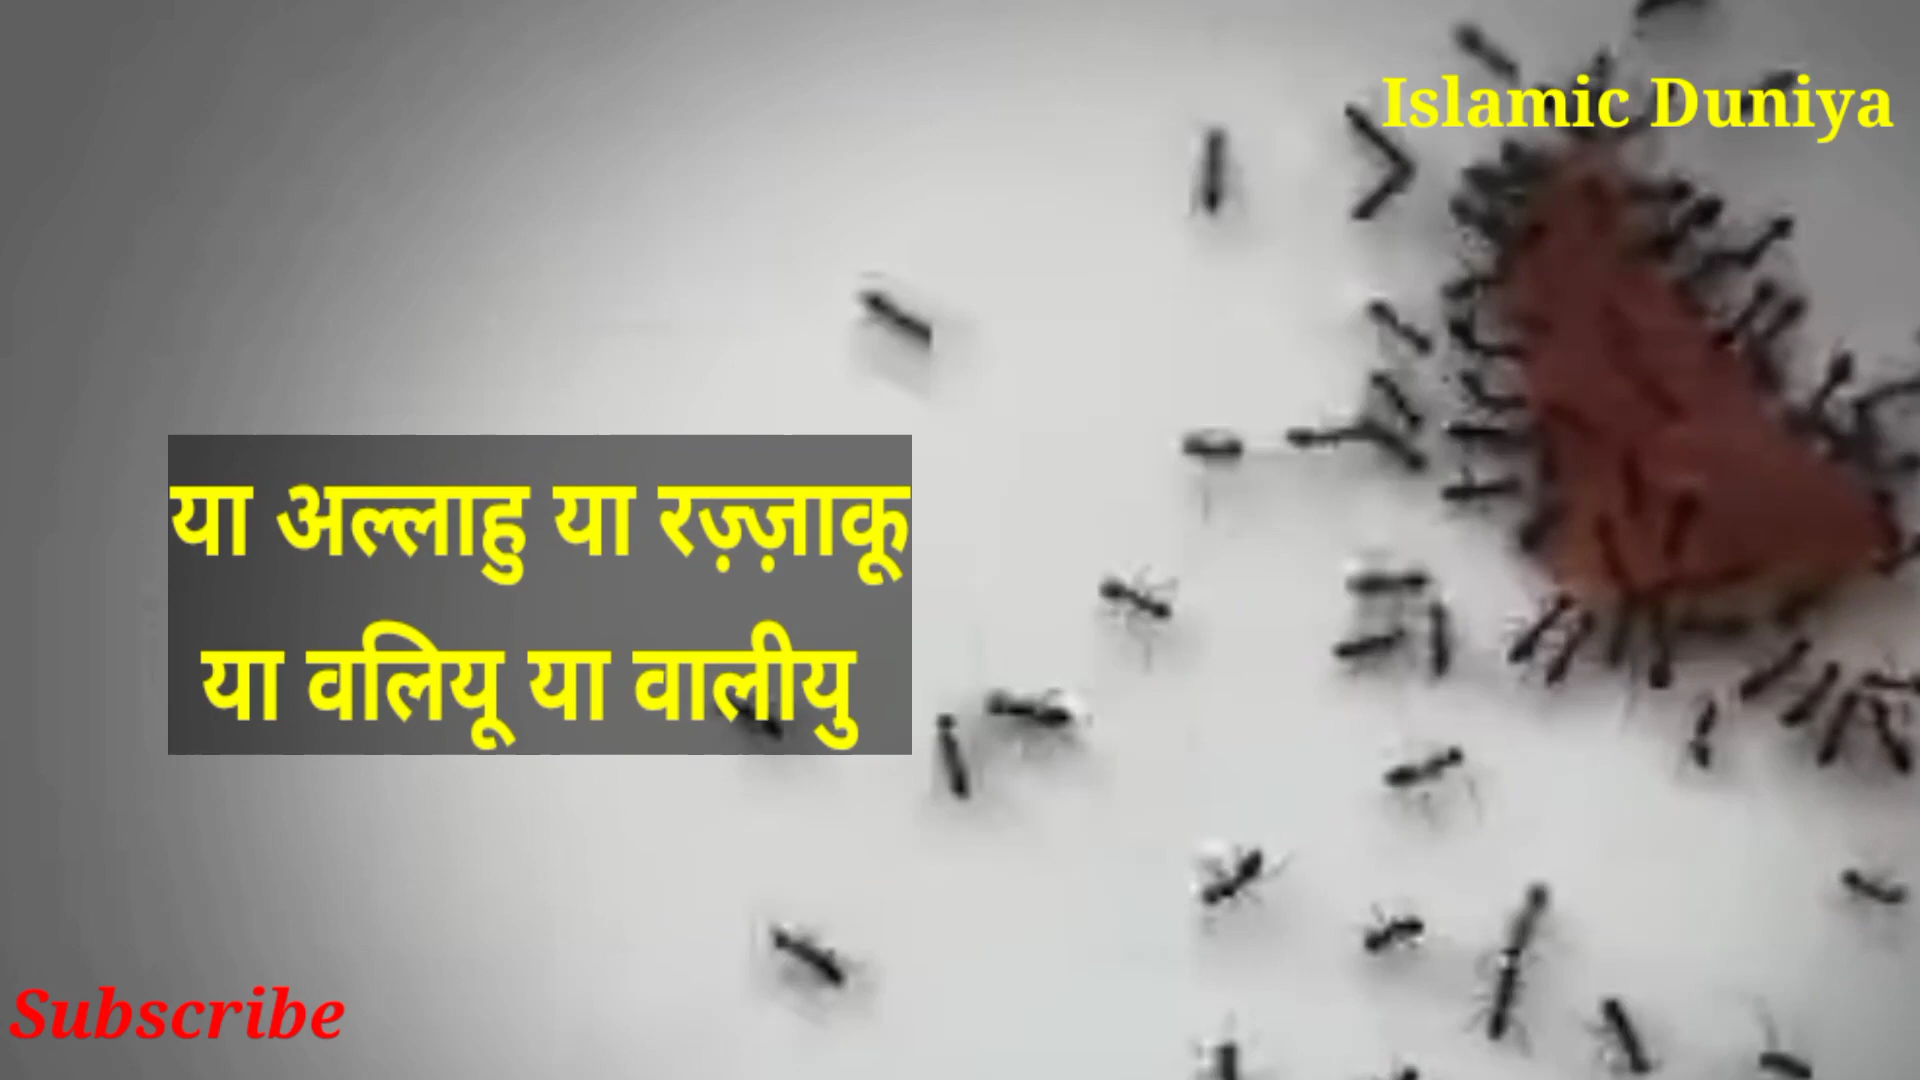 Islamic Duniya
या अल्लाहु या रज़्ज़ाकू
या वलियू या वालीयु
Subscribe